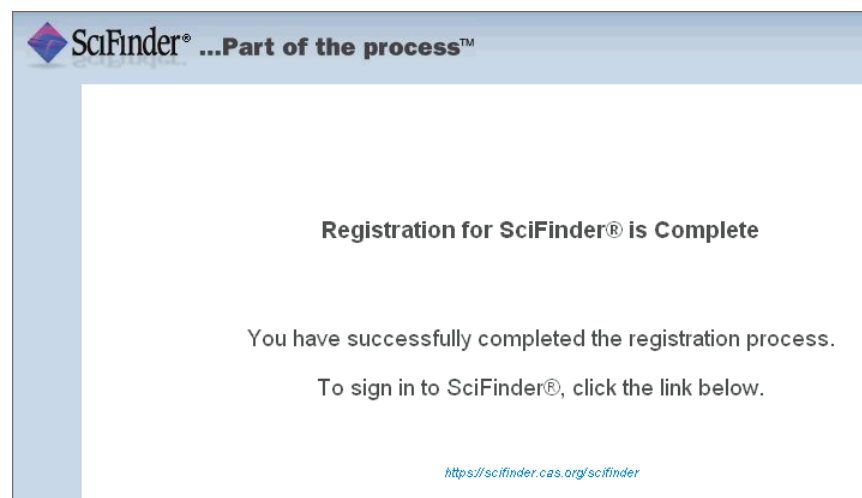 SciFinder® ...Part of the process™
Registration for SciFinder® is Complete
You have successfully completed the registration process.
To sign in to SciFinder®, click the link below.
https://scifinder.cas.org/scifinder